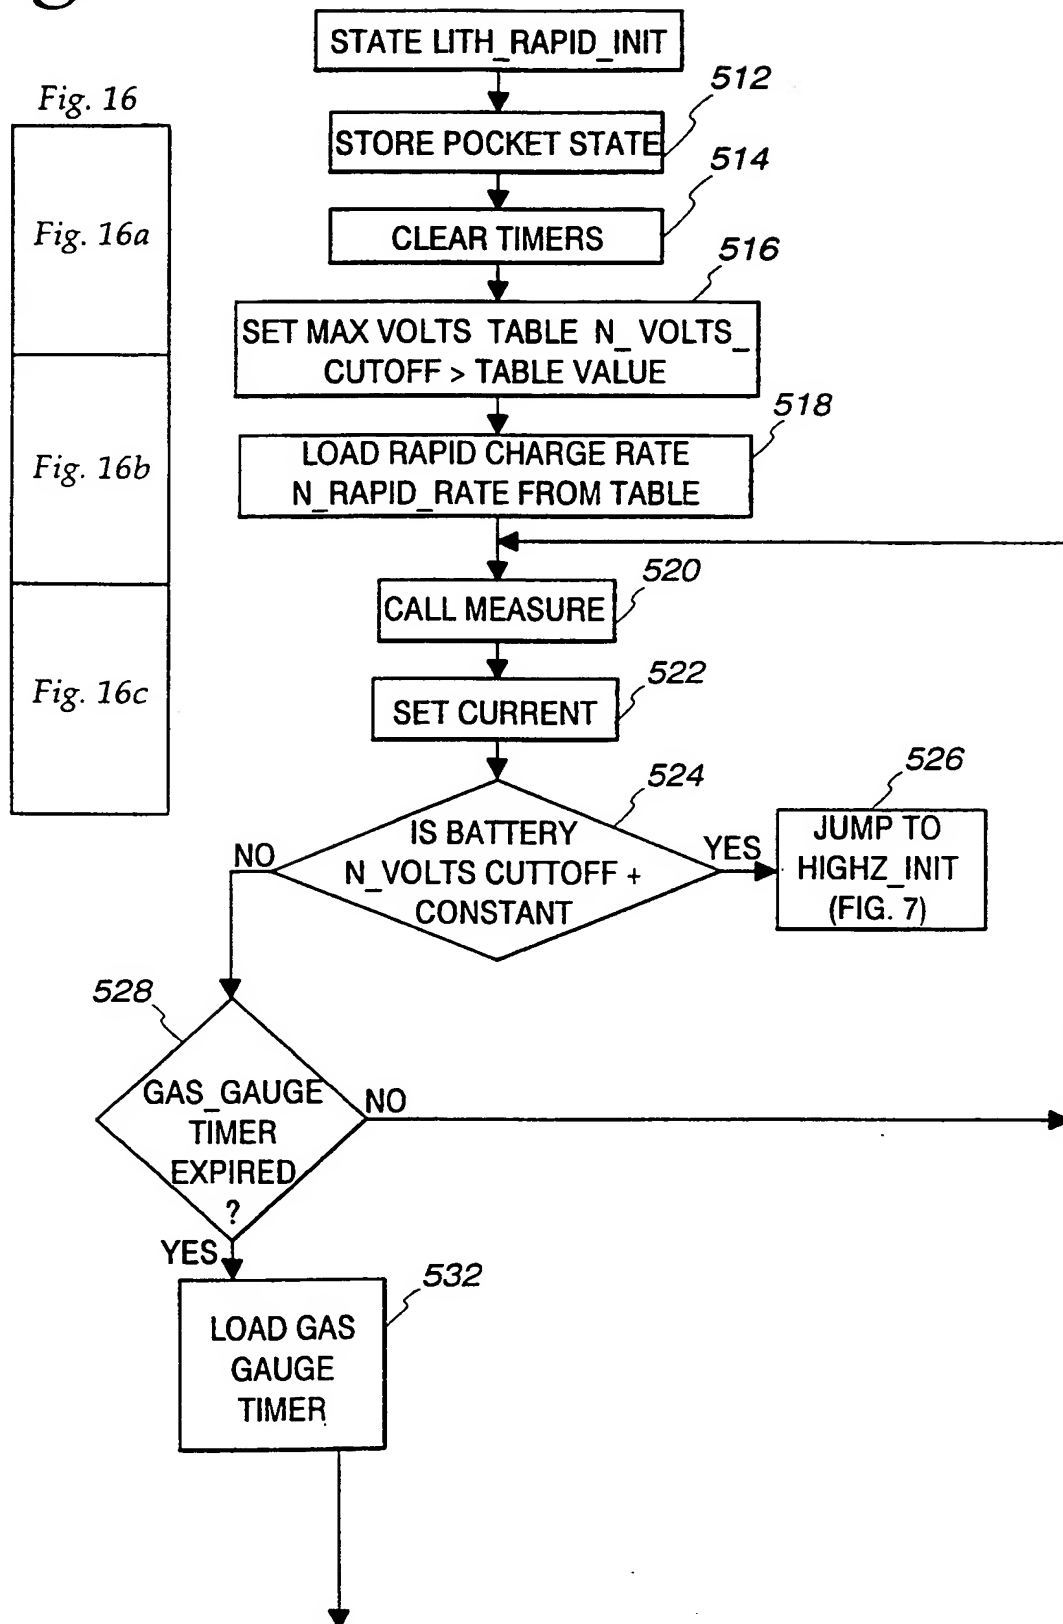 STATE LITH_RAPID_INIT
Fig. 16
Fig. 16a
Fig. 16b
Fig. 16c
512
STORE POCKET STATE
514
CLEAR TIMERS
516
SET MAX VOLTS TABLE N_VOLTS_
CUTOFF > TABLE VALUE
518
LOAD RAPID CHARGE RATE
N_RAPID_RATE FROM TABLE
520
CALL MEASURE
522
SET CURRENT
524
IS BATTERY
N_VOLTS CUTTOFF +
CONSTANT
NO
YES
526
JUMP TO
HIGHZ_INIT
(FIG. 7)
528
GAS_GAUGE
TIMER
EXPIRED
?
NO
YES
532
LOAD GAS
GAUGE
TIMER